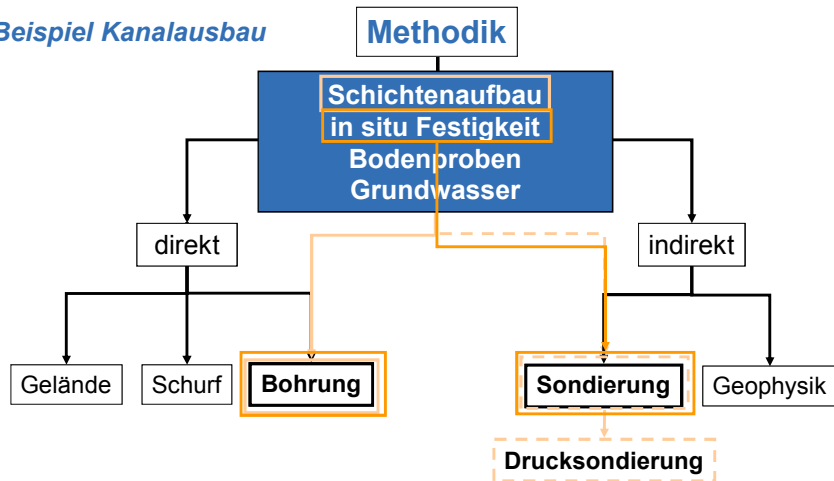 Beispiel Kanalausbau
Methodik
Schichtenaufbau
in situ Festigkeit
Bodenproben
Grundwasser
direkt
indirekt
Gelände
Schurf
Bohrung
Sondierung
Geophysik
Drucksondierung